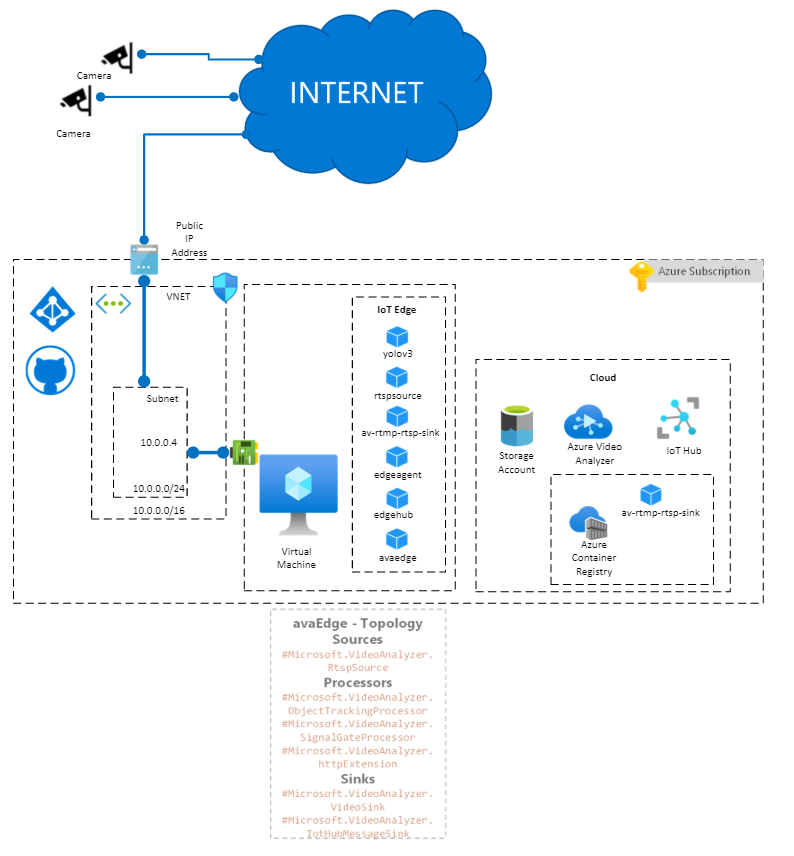 INTERNET
Camera
Camera
Public
IP
Address
Azure Subscription
VNET
IoT Edge
yolov3
rtspsource
av-rtmp-rtsp-sink
edgeagent
edgehub
avaedge
Subnet
10.0.0.4
10.0.0.0/24
10.0.0.0/16
Virtual
Machine
Cloud
Storage
Account
Azure Video
Analyzer
IoT Hub
av-rtmp-rtsp-sink
Azure
Container
Registry
avaEdge - Topology
Sources
#Microsoft.VideoAnalyzer.
RtspSource
Processors
#Microsoft.VideoAnalyzer.
ObjectTrackingProcessor
#Microsoft.VideoAnalyzer.
SignalGateProcessor
#Microsoft.VideoAnalyzer.
httpExtension
Sinks
#Microsoft.VideoAnalyzer.
VideoSink
#Microsoft.VideoAnalyzer.
IotHubMessageSink